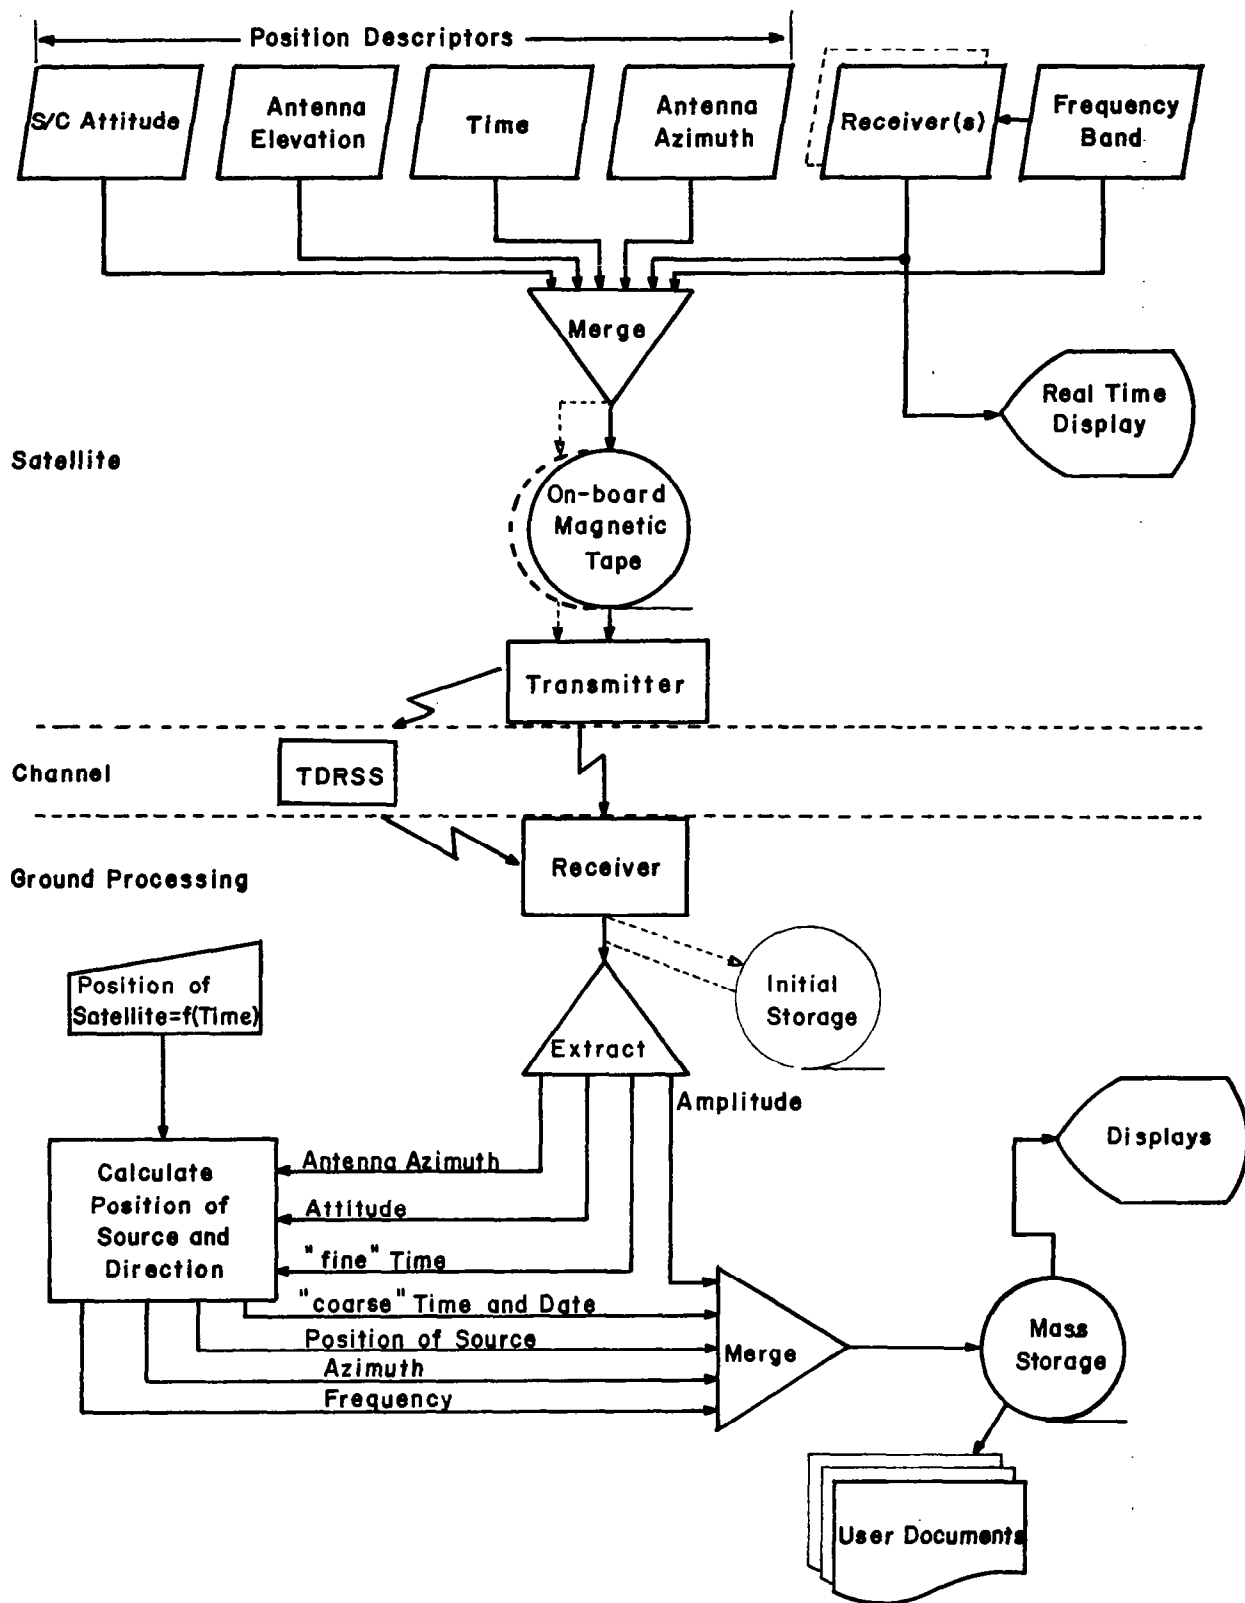 Position Descriptors
S/C Attitude
Antenna
Elevation
Time
Antenna
Azimuth
Receiver(s)
Frequency
Band
Merge
Real Time
Display
Satellite
On-board
Magnetic
Tape
Transmitter
Channel
TDRSS
Receiver
Ground Processing
Position of
Satellite=f(Time)
Initial
Storage
Extract
Amplitude
Displays
Calculate
Position of
Source and
Direction
Antenna Azimuth
Attitude
"fine" Time
"coarse" Time and Date
Position of Source
Azimuth
Frequency
Merge
Mass
Storage
User Documents